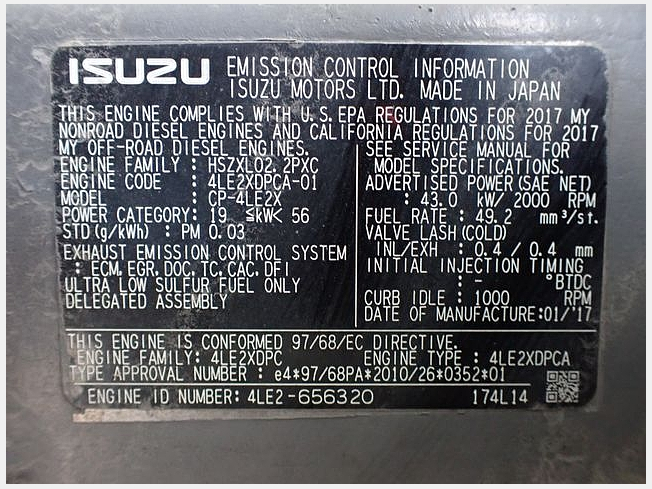 ISUZU EMISSION CONTROL INFORMATION
ISUZU MOTORS LTD. MADE IN JAPAN
THIS ENGINE COMPLIES WITH U.S.EPA REGULATIONS FOR 2017 MY
NONROAD DIESEL ENGINES AND CALIFORNIA REGULATIONS FOR 2017
MY OFF-ROAD DIESEL ENGINES.
ENGINE FAMILY : HSZXL02.2PXC
ENGINE CODE : 4LE2XDPCA-01
MODEL : CP-4LE2X
POWER CATEGORY: 19 ≦kW< 56
STD(g/kWh) : PM 0.03
EXHAUST EMISSION CONTROL SYSTEM
: ECM, EGR, DOC, TC, CAC, DFI
ULTRA LOW SULFUR FUEL ONLY
DELEGATED ASSEMBLY
SEE SERVICE MANUAL FOR
MODEL SPECIFICATIONS.
ADVERTISED POWER(SAE NET)
: 43.0 kW/ 2000 RPM
FUEL RATE : 49.2 mm³/st.
VALVE LASH(COLD)
INL/EXH : 0.4 / 0.4 mm
INITIAL INJECTION TIMING
: - °BTDC
CURB IDLE : 1000 RPM
DATE OF MANUFACTURE:01/'17
THIS ENGINE IS CONFORMED 97/68/EC DIRECTIVE.
ENGINE FAMILY: 4LE2XDPC ENGINE TYPE : 4LE2XDPCA
TYPE APPROVAL NUMBER : e4*97/68PA*2010/26*0352*01
ENGINE ID NUMBER: 4LE2-656320 174L14